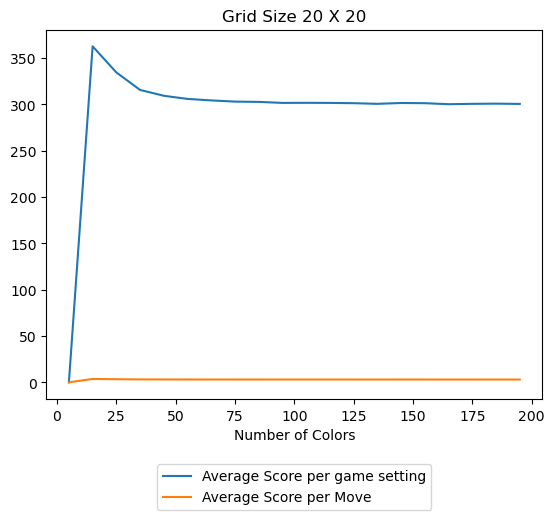 Grid Size 20 X 20
350
300
250
200
150
100
50
0
0 25 50 75 100 125 150 175 200
Number of Colors
Average Score per game setting
Average Score per Move